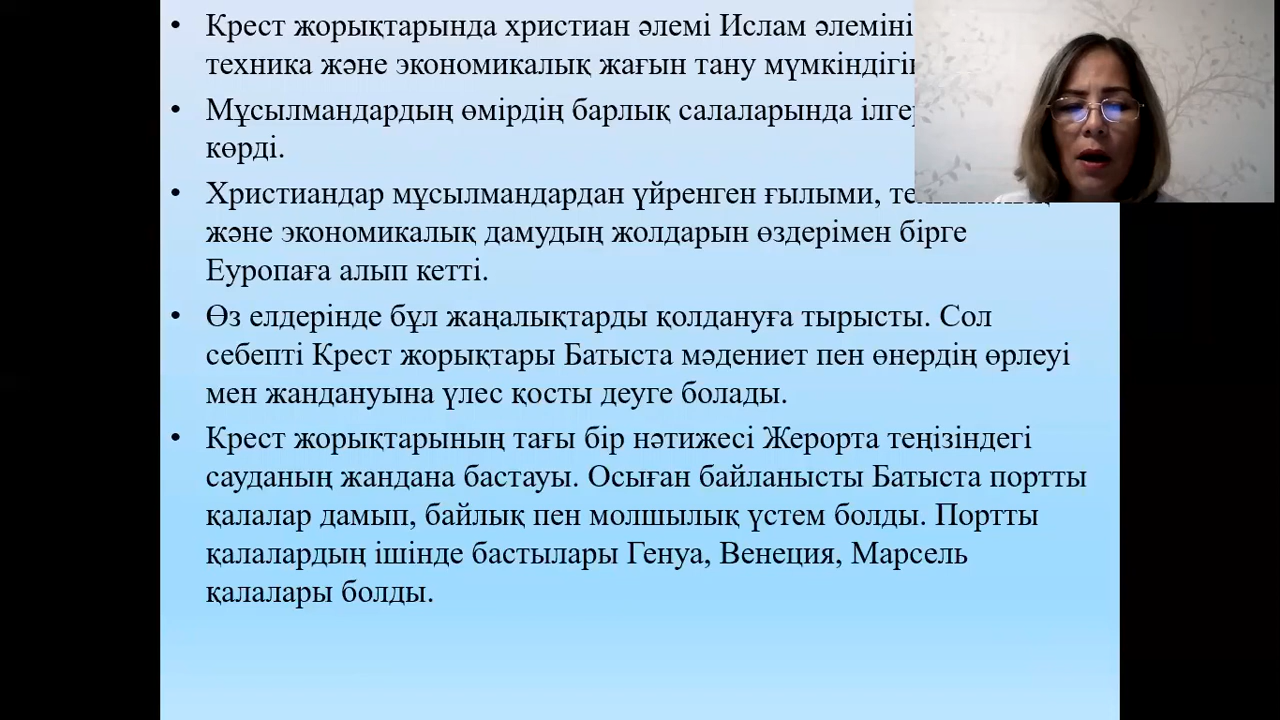 Крест жорықтарында христиан әлемі Ислам
техника және экономикалық жағын тану
Мұсылмандардың өмірдің барлық салаларында
көрді.
Христиандар мұсылмандардан үйренген ғылыми,
және экономикалық дамудың жолдарын өздерімен бірге
Еуропаға алып кетті.
Өз елдерінде бұл жаңалықтарды қолдануға тырысты. Сол
себепті Крест жорықтары Батыста мәдениет пен өнердің өрлеуі
мен жандануына үлес қосты деуге болады.
Крест жорықтарының тағы бір нәтижесі Жерорта теңізіндегі
сауданың жандана бастауы. Осыған байланысты Батыста портты
қалалар дамып, байлық пен молшылық үстем болды. Портты
қалалардың ішінде бастылары Генуа, Венеция, Марсель
қалалары болды.